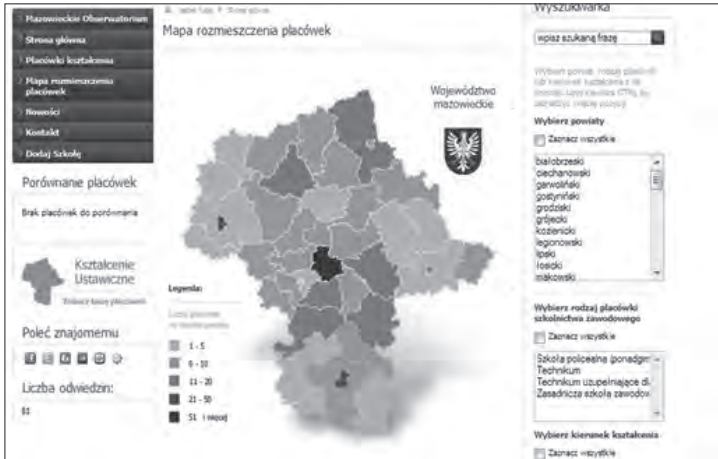 Mazowieckie Obserwatorium
Strona główna
Placówki kształcenia
Mapa rozmieszczenia
placówek
Nowości
Kontakt
Dodaj Szkołę
Porównanie placówek
Brak placówek do porównania
Kształcenie
Ustawiczne
Poleć znajomemu
Liczba odwiedzin:
Mapa rozmieszczenia placówek
Województwo
mazowieckie
Legenda:
1 - 5
6 - 10
11 - 20
21 - 50
51 i więcej
Wyszukiwarka
wpisz szukaną frazę
Wybierz powiaty
Zaznacz wszystkie
białobrzeski
ciechanowski
garwoliński
gostyniński
grodziski
grójecki
kozienicki
legionowski
lipski
łosicki
makowski
Wybierz rodzaj placówki
szkolnictwa zawodowego
Zaznacz wszystkie
Szkoła policealna (ponadgim
Technikum
Technikum uzupełniające dl
Zasadnicza szkoła zawodow
Wybierz kierunek kształcenia
Zaznacz wszystkie